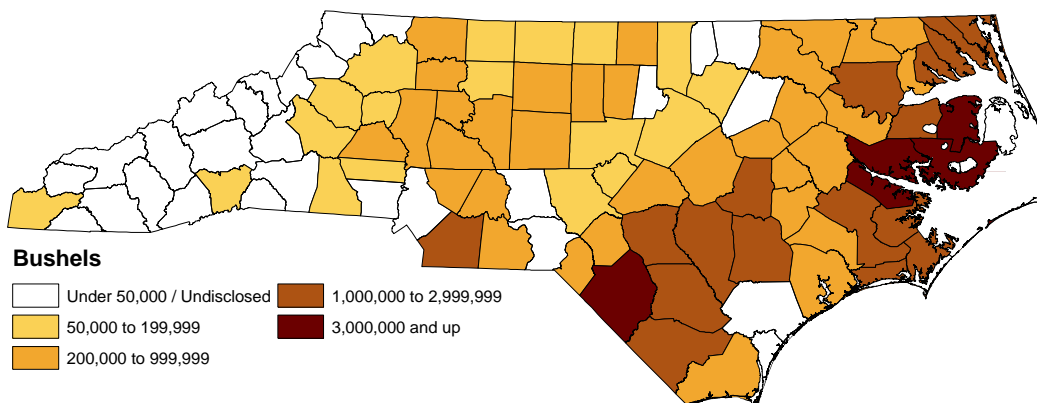 Bushels
Under 50,000 / Undisclosed
50,000 to 199,999
200,000 to 999,999
1,000,000 to 2,999,999
3,000,000 and up